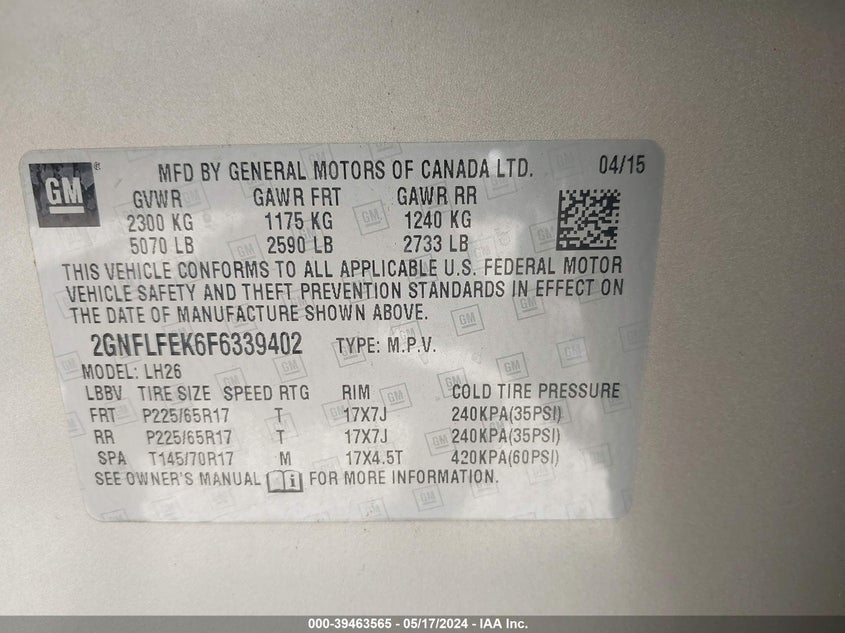 GM ® MFD BY GENERAL MOTORS OF CANADA LTD. 04/15
GVWR GAWR FRT GAWR RR
2300 KG 1175 KG 1240 KG
5070 LB 2590 LB 2733 LB
THIS VEHICLE CONFORMS TO ALL APPLICABLE U.S. FEDERAL MOTOR
VEHICLE SAFETY AND THEFT PREVENTION STANDARDS IN EFFECT ON
THE DATE OF MANUFACTURE SHOWN ABOVE.
2GNFLFEK6F6339402 TYPE: M.P.V.
MODEL: LH26
LBBV TIRE SIZE SPEED RTG RIM COLD TIRE PRESSURE
FRT P225/65R17 T 17X7J 240KPA(35PSI)
RR P225/65R17 T 17X7J 240KPA(35PSI)
SPA T145/70R17 M 17X4.5T 420KPA(60PSI)
SEE OWNER'S MANUAL i FOR MORE INFORMATION.
000-39463565 - 05/17/2024 - IAA Inc.